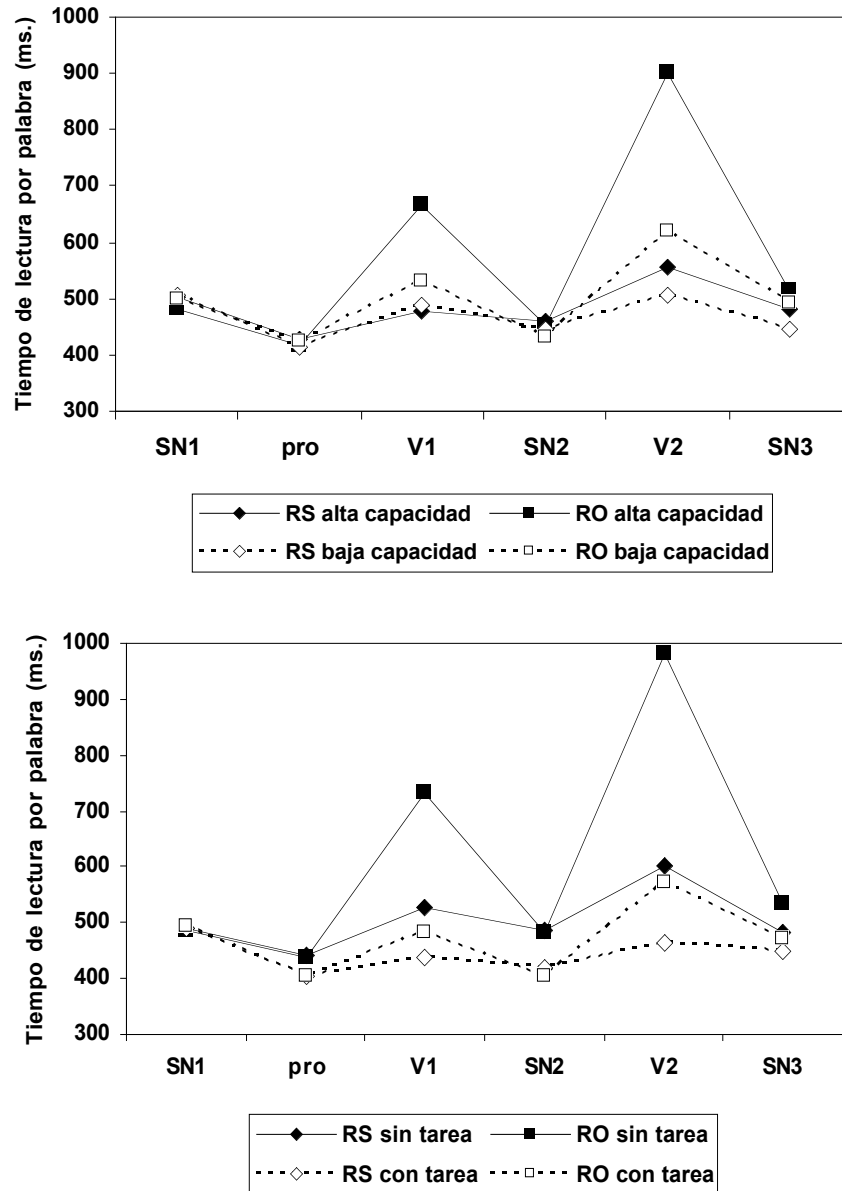 Tiempo de lectura por palabra (ms.)
1000
900
800
700
600
500
400
300
SN1 pro V1 SN2 V2 SN3
RS alta capacidad RO alta capacidad
RS baja capacidad RO baja capacidad
Tiempo de lectura por palabra (ms.)
1000
900
800
700
600
500
400
300
SN1 pro V1 SN2 V2 SN3
RS sin tarea RO sin tarea
RS con tarea RO con tarea